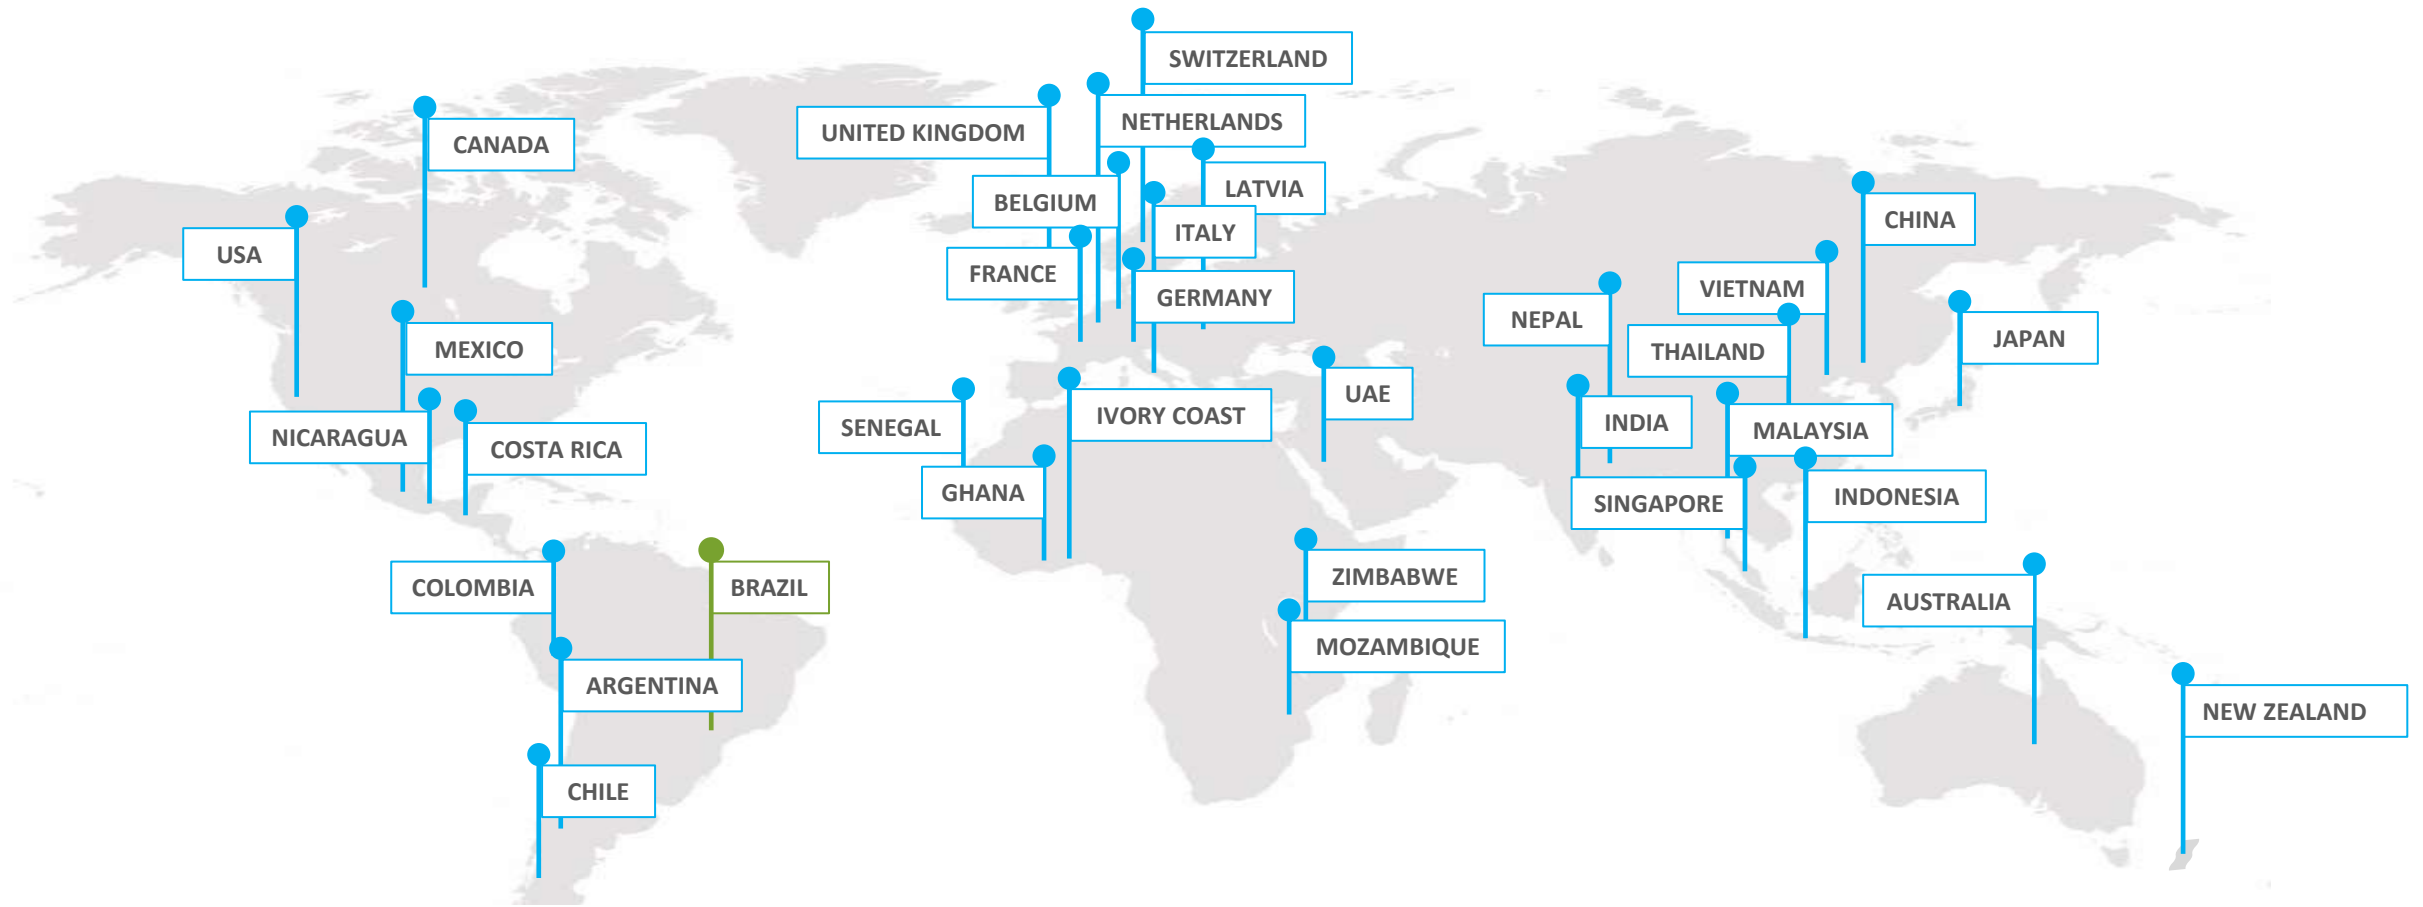 SWITZERLAND
UNITED KINGDOM
NETHERLANDS
CANADA
BELGIUM
LATVIA
ITALY
CHINA
USA
FRANCE
GERMANY
VIETNAM
NEPAL
JAPAN
MEXICO
THAILAND
UAE
NICARAGUA
COSTA RICA
SENEGAL
IVORY COAST
INDIA
MALAYSIA
GHANA
SINGAPORE
INDONESIA
COLOMBIA
BRAZIL
ZIMBABWE
AUSTRALIA
MOZAMBIQUE
ARGENTINA
NEW ZEALAND
CHILE